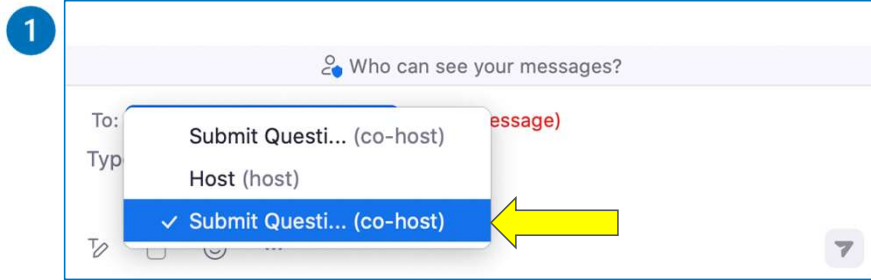 1
Who can see your messages?
To:
essage)
Submit Questi... (co-host)
Typ
Host (host)
✓ Submit Questi... (co-host)